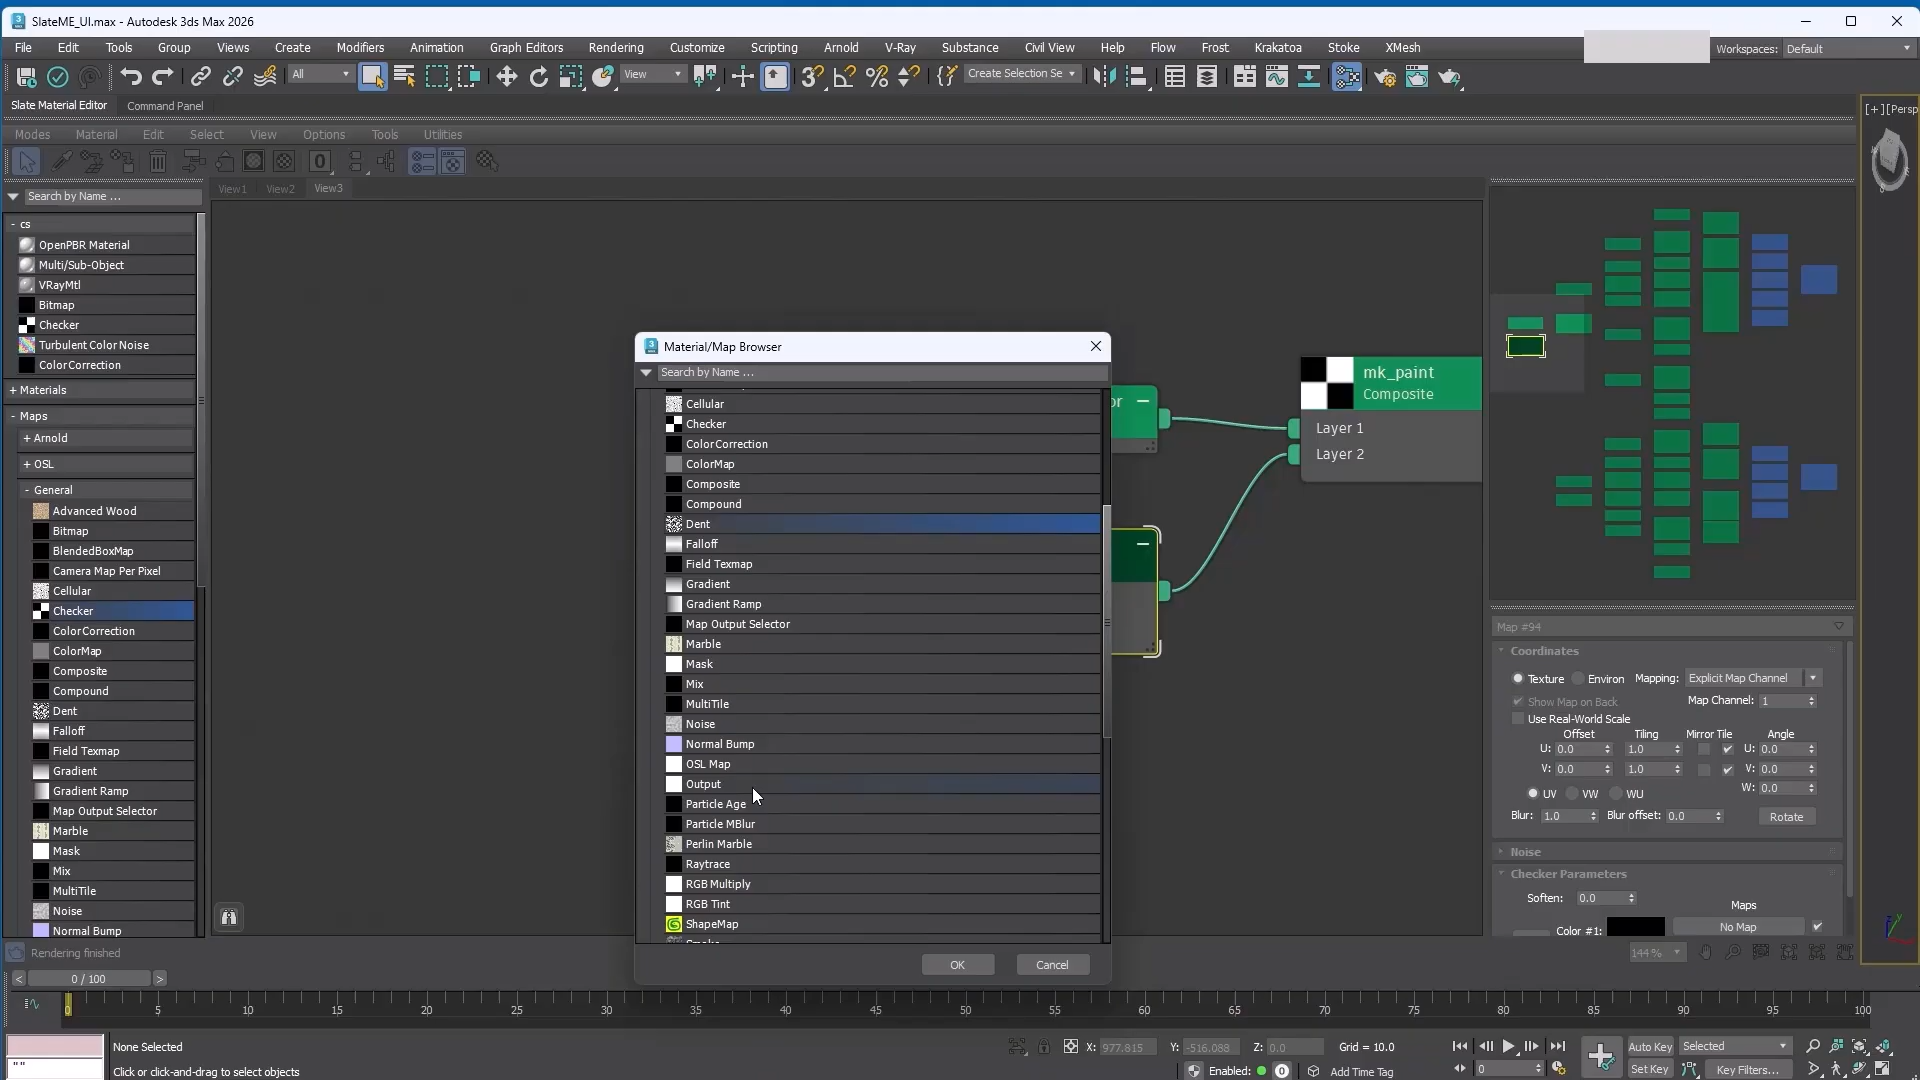 SlateME_UI.max - Autodesk 3ds Max 2026
File Edit Tools Group Views Create Modifiers Animation Graph Editors Rendering Customize Scripting Arnold V-Ray Substance Civil View Help Flow Frost Krakatoa Stoke XMesh Workspaces: Default
All View Create Selection Se
Slate Material Editor Command Panel
[+][Persp
Modes Material Edit Select View Options Tools Utilities
Search by Name ...
View1 View2 View3
- cs
OpenPBR Material
Multi/Sub-Object
VRayMtl
Bitmap
Checker
Turbulent Color Noise
ColorCorrection
+ Materials
- Maps
+ Arnold
+ OSL
- General
Advanced Wood
Bitmap
BlendedBoxMap
Camera Map Per Pixel
Cellular
Checker
ColorCorrection
ColorMap
Composite
Compound
Dent
Falloff
Field Texmap
Gradient
Gradient Ramp
Map Output Selector
Marble
Mask
Mix
MultiTile
Noise
Normal Bump
Material/Map Browser
Search by Name ...
Cellular
Checker
ColorCorrection
ColorMap
Composite
Compound
Dent
Falloff
Field Texmap
Gradient
Gradient Ramp
Map Output Selector
Marble
Mask
Mix
MultiTile
Noise
Normal Bump
OSL Map
Output
Particle Age
Particle MBlur
Perlin Marble
Raytrace
RGB Multiply
RGB Tint
ShapeMap
OK Cancel
or
mk_paint
Composite
Layer 1
Layer 2
Map #94
Coordinates
Texture Environ Mapping: Explicit Map Channel
Show Map on Back Map Channel: 1
Use Real-World Scale
Offset Tiling Mirror Tile Angle
U: 0.0 1.0 U: 0.0
V: 0.0 1.0 V: 0.0
W: 0.0
UV VW WU
Blur: 1.0 Blur offset: 0.0 Rotate
Noise
Checker Parameters
Soften: 0.0
Maps
Color #1: No Map
Rendering finished
144%
< 0 / 100 >
0 5 10 15 20 25 30 35 40 45 50 55 60 65 70 75 80 85 90 95 100
None Selected
X: 977.815 Y: -516.088 Z: 0.0 Grid = 10.0
Auto Key Selected
""
Click or click-and-drag to select objects
Enabled: 0 Add Time Tag
0
Set Key Key Filters...